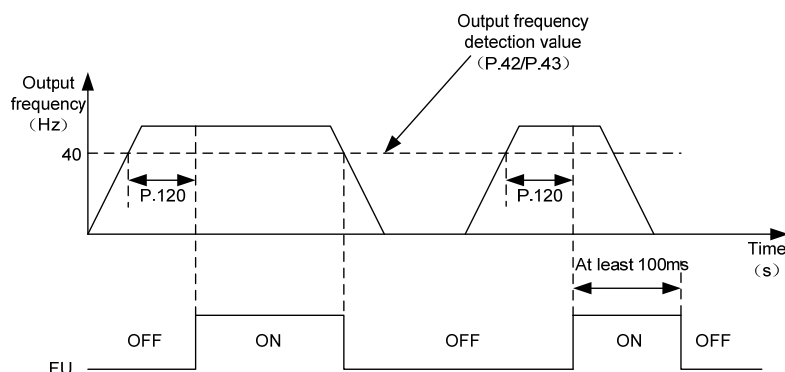 Output frequency
detection value
（P.42/P.43）
Output
frequency
（Hz）
40
P.120
P.120
Time
（s）
At least 100ms
OFF
ON
OFF
ON
OFF
FU